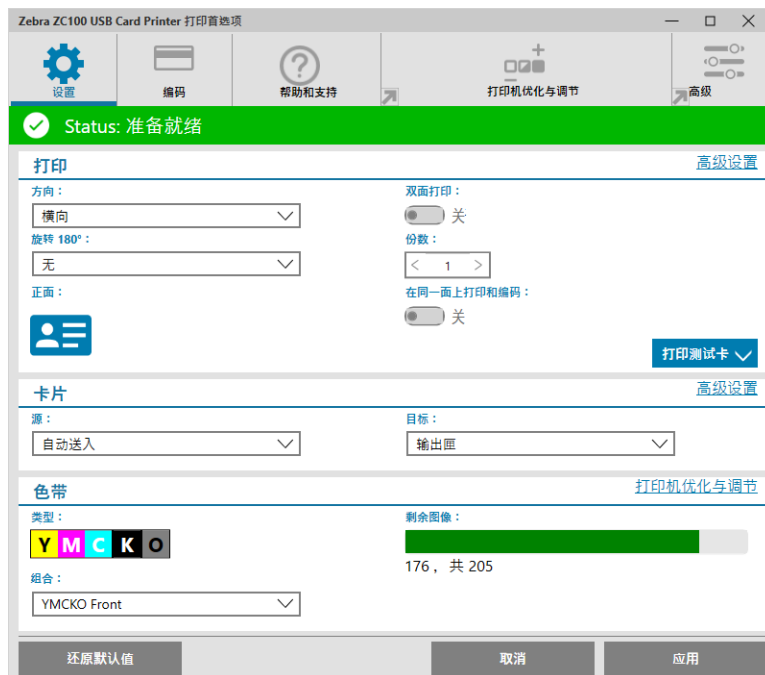 Zebra ZC100 USB Card Printer 打印首选项
设置
编码
帮助和支持
打印机优化与调节
高级
Status: 准备就绪
打印
高级设置
方向：
双面打印：
横向
关
旋转 180°：
份数：
无
< 1 >
正面：
在同一面上打印和编码：
关
打印测试卡
卡片
高级设置
源：
目标：
自动送入
输出匣
色带
打印机优化与调节
类型：
剩余图像：
Y M C K O
176， 共 205
组合：
YMCKO Front
还原默认值
取消
应用